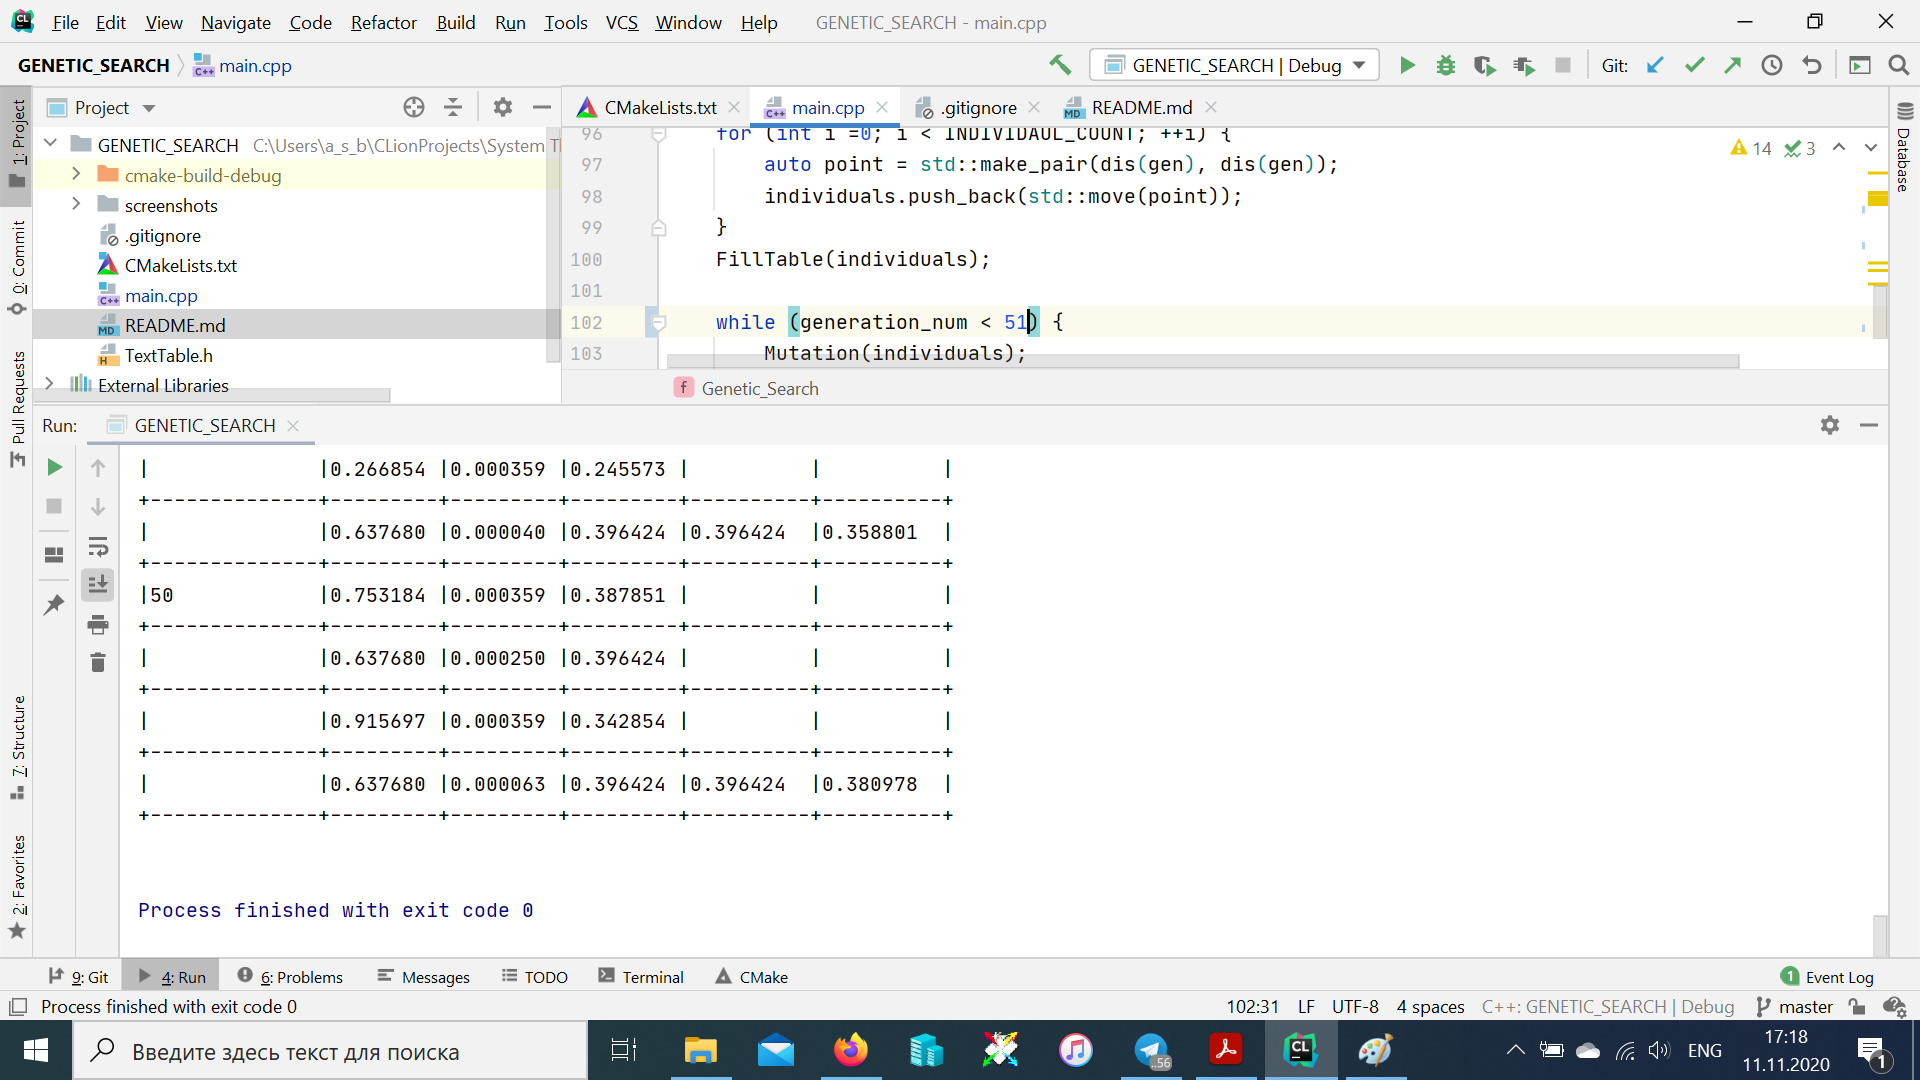 File Edit View Navigate Code Refactor Build Run Tools VCS Window Help GENETIC_SEARCH - main.cpp
GENETIC_SEARCH main.cpp GENETIC_SEARCH | Debug Git:
1: Project
0: Commit
Pull Requests
7: Structure
2: Favorites
Project
GENETIC_SEARCH C:\Users\a_s_b\CLionProjects\System
cmake-build-debug
screenshots
.gitignore
CMakeLists.txt
main.cpp
README.md
TextTable.h
External Libraries
CMakeLists.txt main.cpp .gitignore README.md
14 3
96 for (int i =0; i < INDIVIDAUL_COUNT; ++i) {
97 auto point = std::make_pair(dis(gen), dis(gen));
98 individuals.push_back(std::move(point));
99 }
100 FillTable(individuals);
101
102 while (generation_num < 51) {
103 Mutation(individuals);
f Genetic_Search
Database
Run: GENETIC_SEARCH
|              |0.266854 |0.000359 |0.245573 |          |          |
+--------------+---------+---------+---------+----------+----------+
|              |0.637680 |0.000040 |0.396424 |0.396424  |0.358801  |
+--------------+---------+---------+---------+----------+----------+
|50            |0.753184 |0.000359 |0.387851 |          |          |
+--------------+---------+---------+---------+----------+----------+
|              |0.637680 |0.000250 |0.396424 |          |          |
+--------------+---------+---------+---------+----------+----------+
|              |0.915697 |0.000359 |0.342854 |          |          |
+--------------+---------+---------+---------+----------+----------+
|              |0.637680 |0.000063 |0.396424 |0.396424  |0.380978  |
+--------------+---------+---------+---------+----------+----------+
Process finished with exit code 0
9: Git 4: Run 6: Problems Messages TODO Terminal CMake 1 Event Log
Process finished with exit code 0 102:31 LF UTF-8 4 spaces C++: GENETIC_SEARCH | Debug master
Введите здесь текст для поиска
..56
CL
ENG
17:18
11.11.2020
1